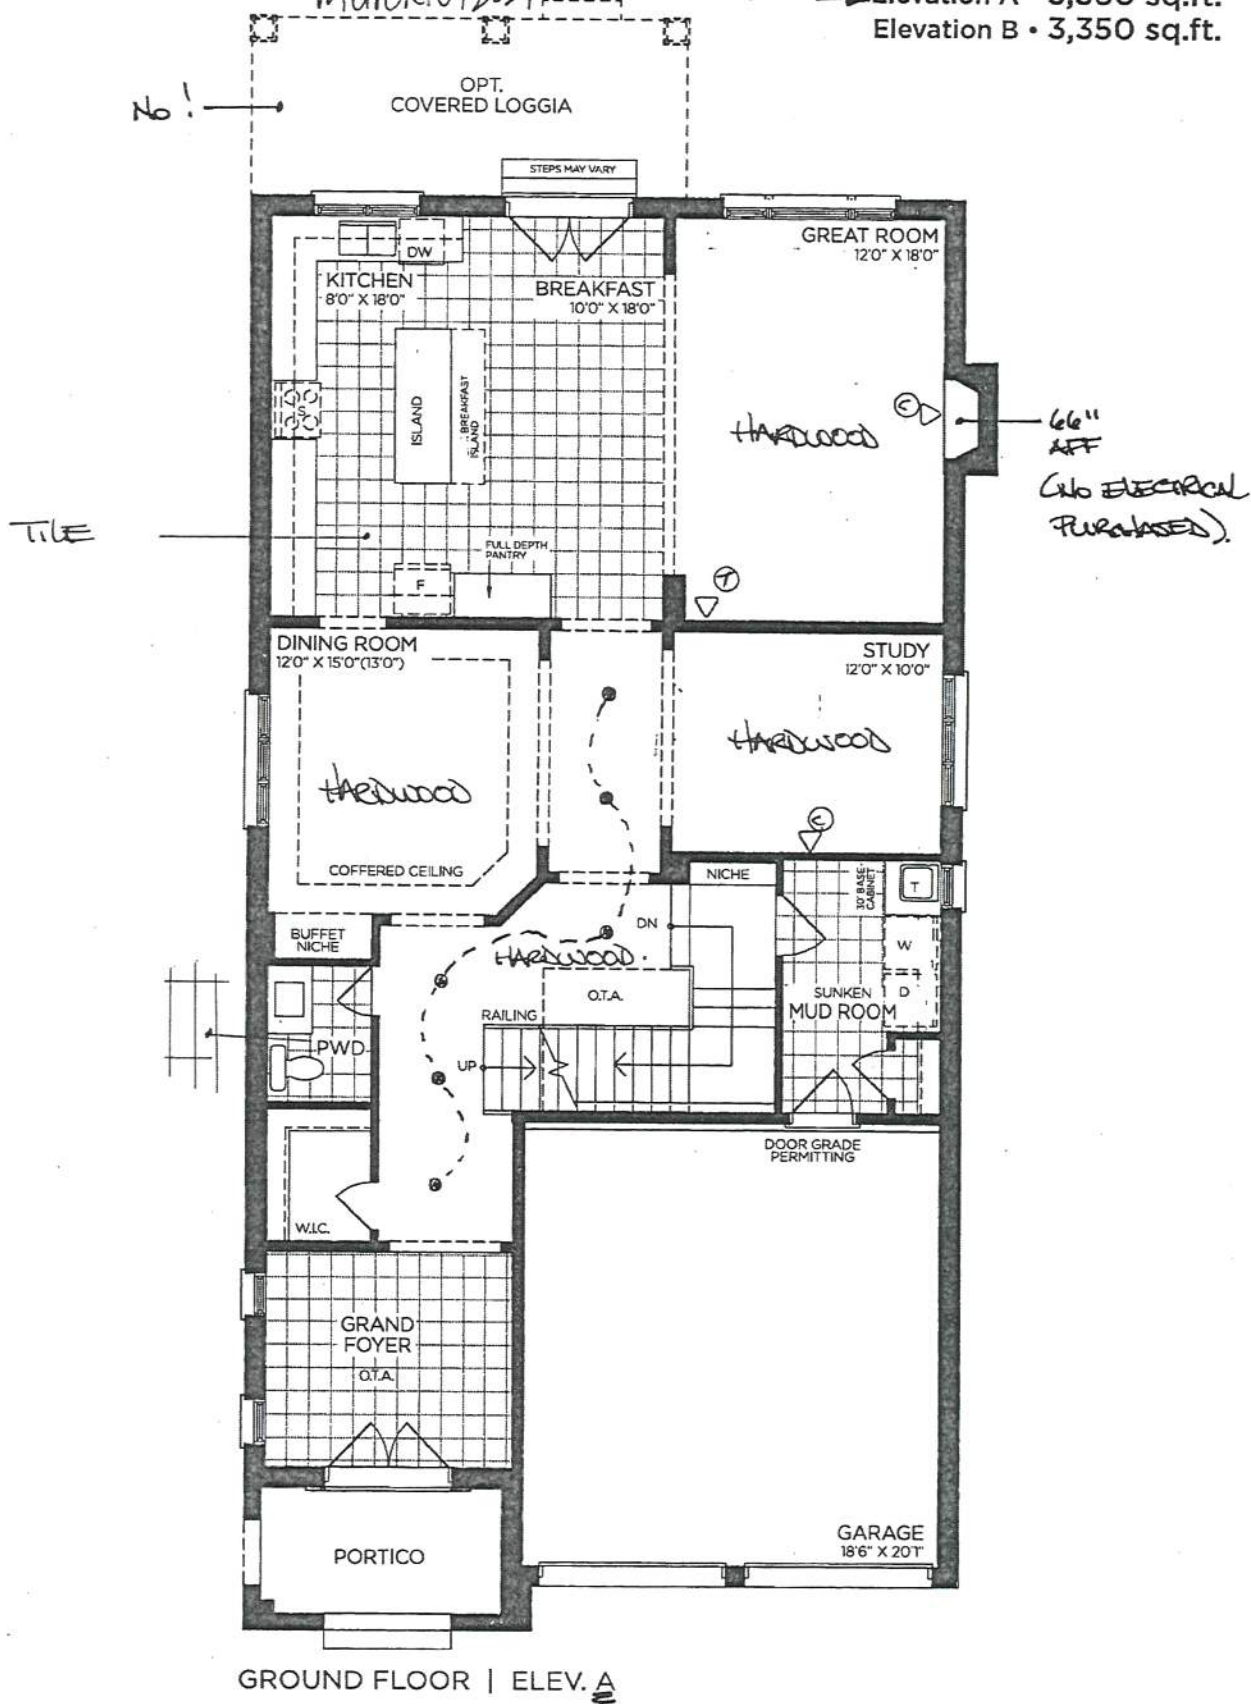 Elevation B • 3,350 sq.ft.
OPT.
COVERED LOGGIA
No!
STEPS MAY VARY
GREAT ROOM
12'0" X 18'0"
DW
KITCHEN
8'0" X 18'0"
BREAKFAST
10'0" X 18'0"
S
ISLAND
BREAKFAST
ISLAND
C
HARDWOOD
66"
AFF
(NO ELECTRICAL
PURCHASED).
TILE
FULL DEPTH
PANTRY
F
T
DINING ROOM
12'0" X 15'0"(13'0")
STUDY
12'0" X 10'0"
HARDWOOD
HARDWOOD
C
COFFERED CEILING
NICHE
30" BASE
CABINET
T
BUFFET
NICHE
DN
HARDWOOD.
W
O.T.A.
SUNKEN
MUD ROOM
D
RAILING
PWD
UP
DOOR GRADE
PERMITTING
W.I.C.
GRAND
FOYER
O.T.A.
PORTICO
GARAGE
18'6" X 20'1"
GROUND FLOOR | ELEV. A